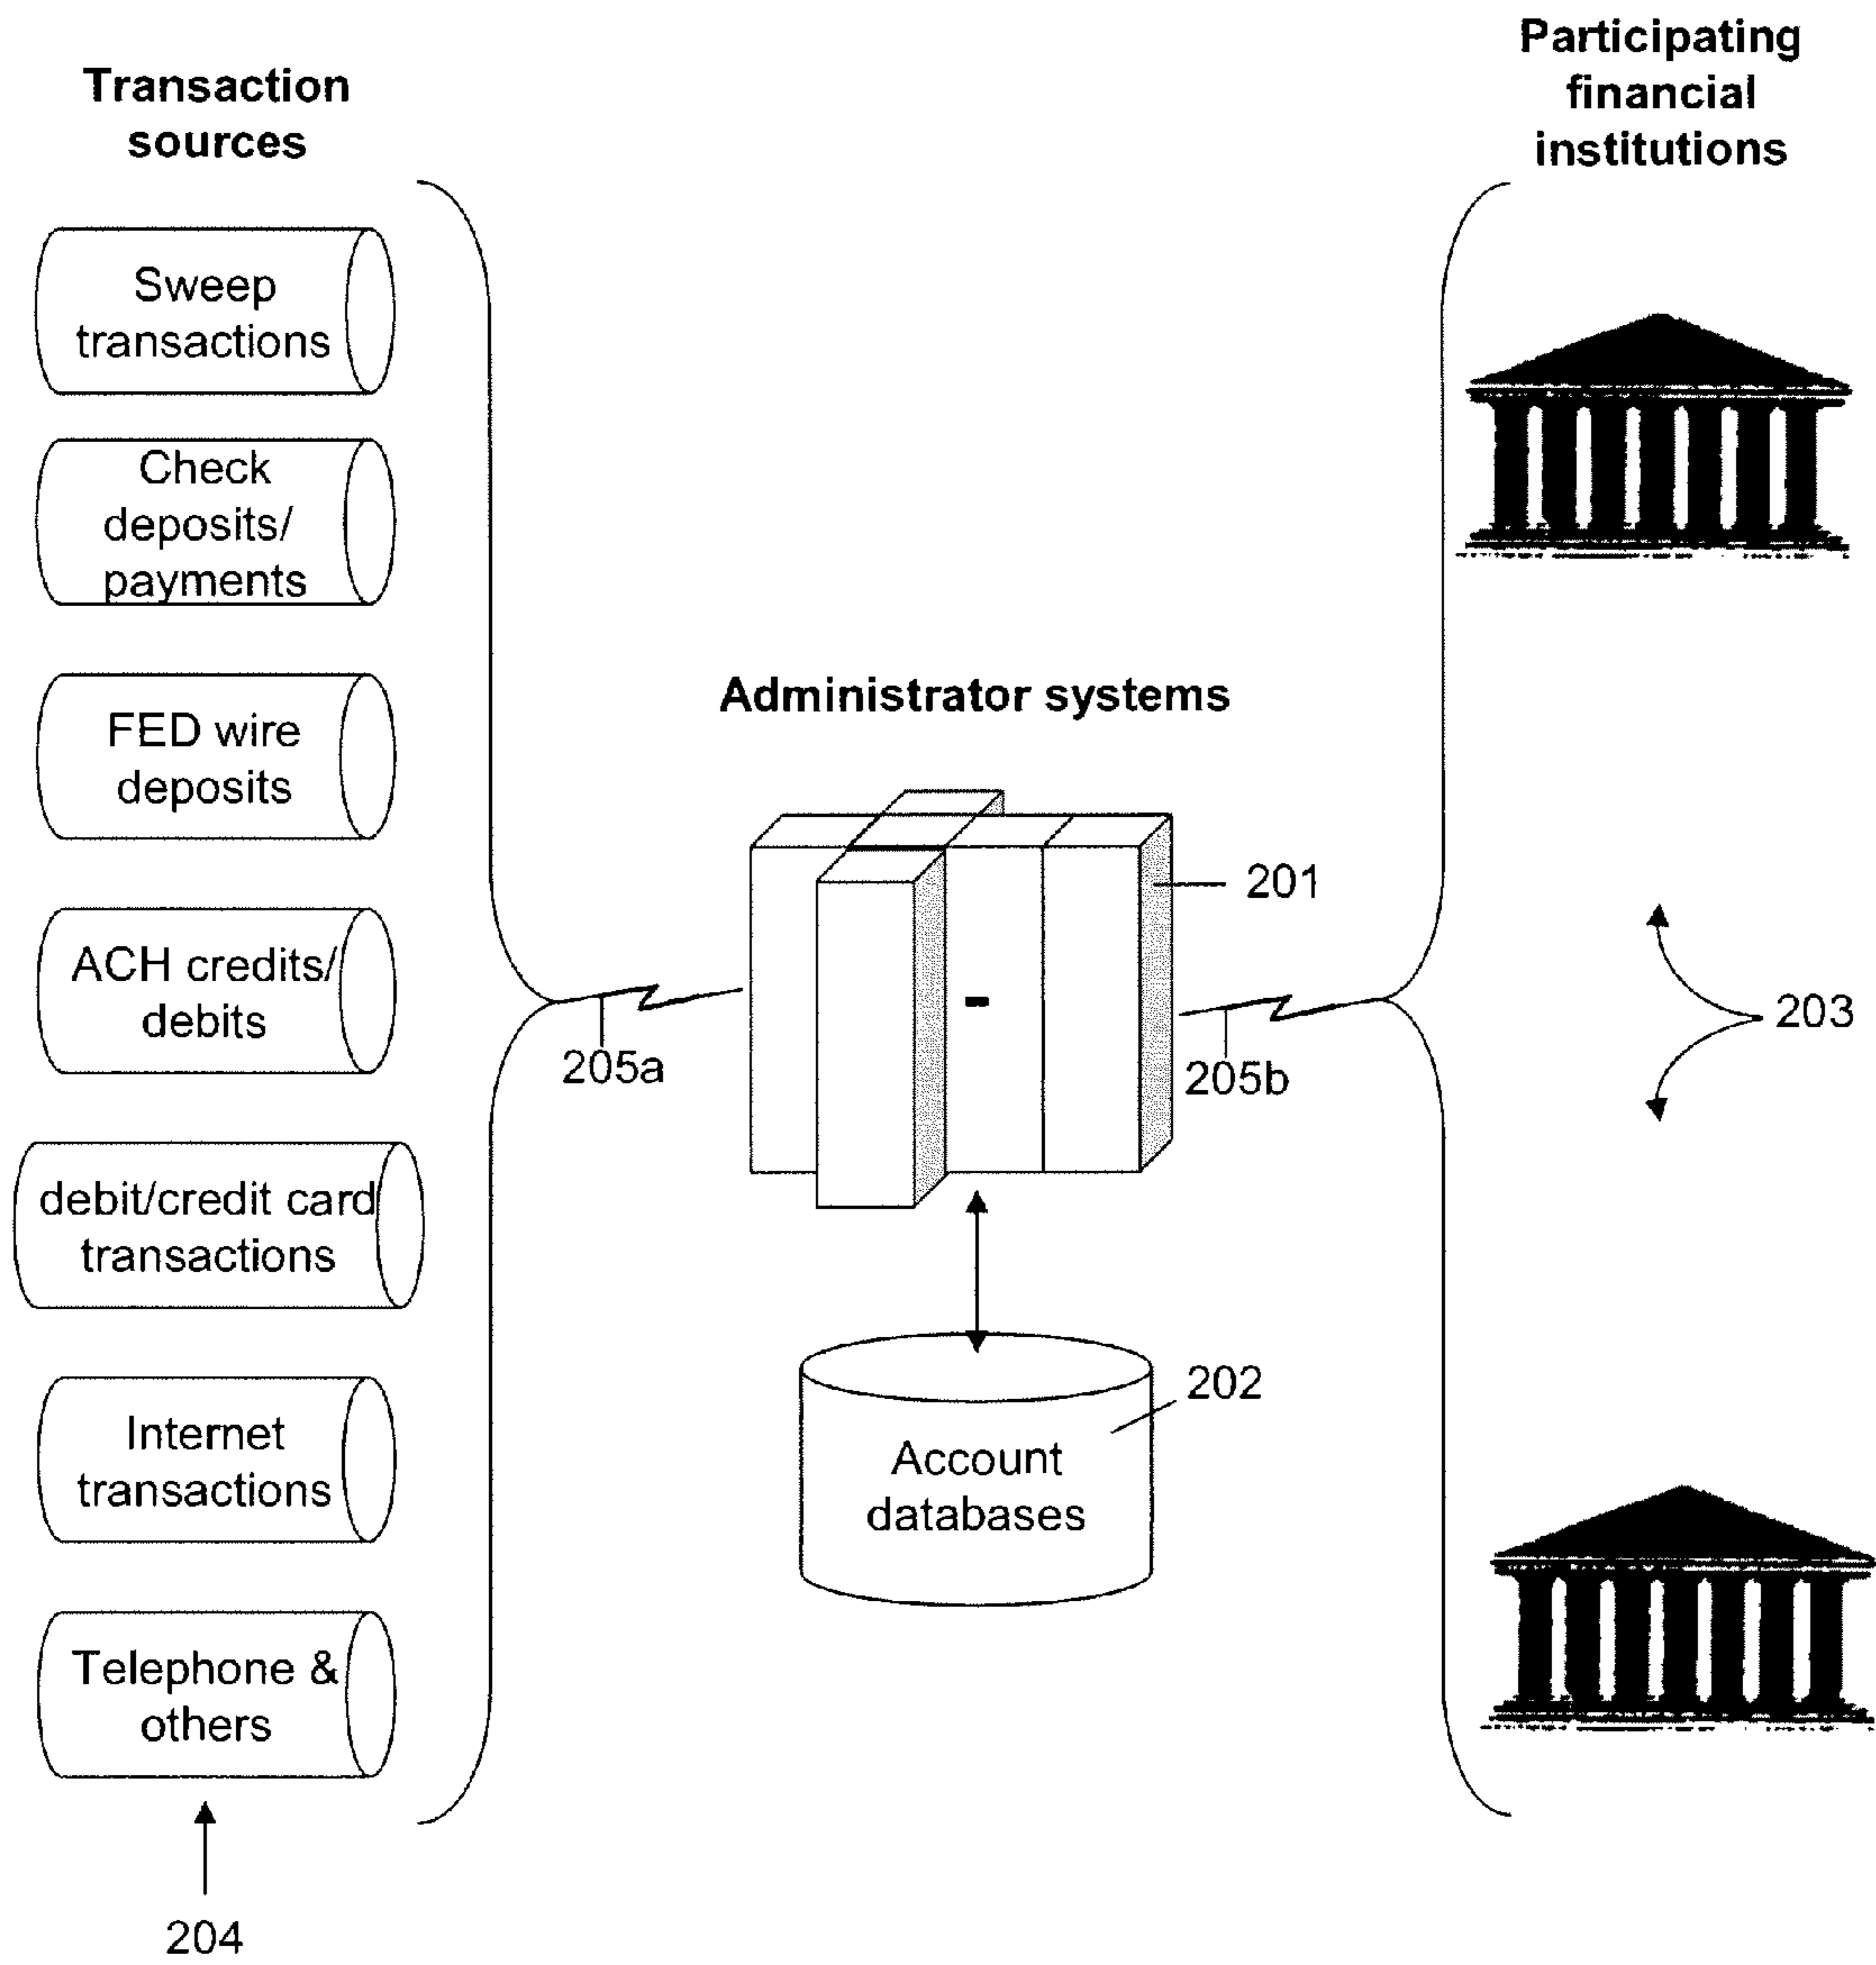 Transaction
sources
Sweep
transactions
Check
deposits/
payments
FED wire
deposits
ACH credits/
debits
debit/credit card
transactions
Internet
transactions
Telephone &
others
204
205a
Administrator systems
201
205b
202
Account
databases
Participating
financial
institutions
203